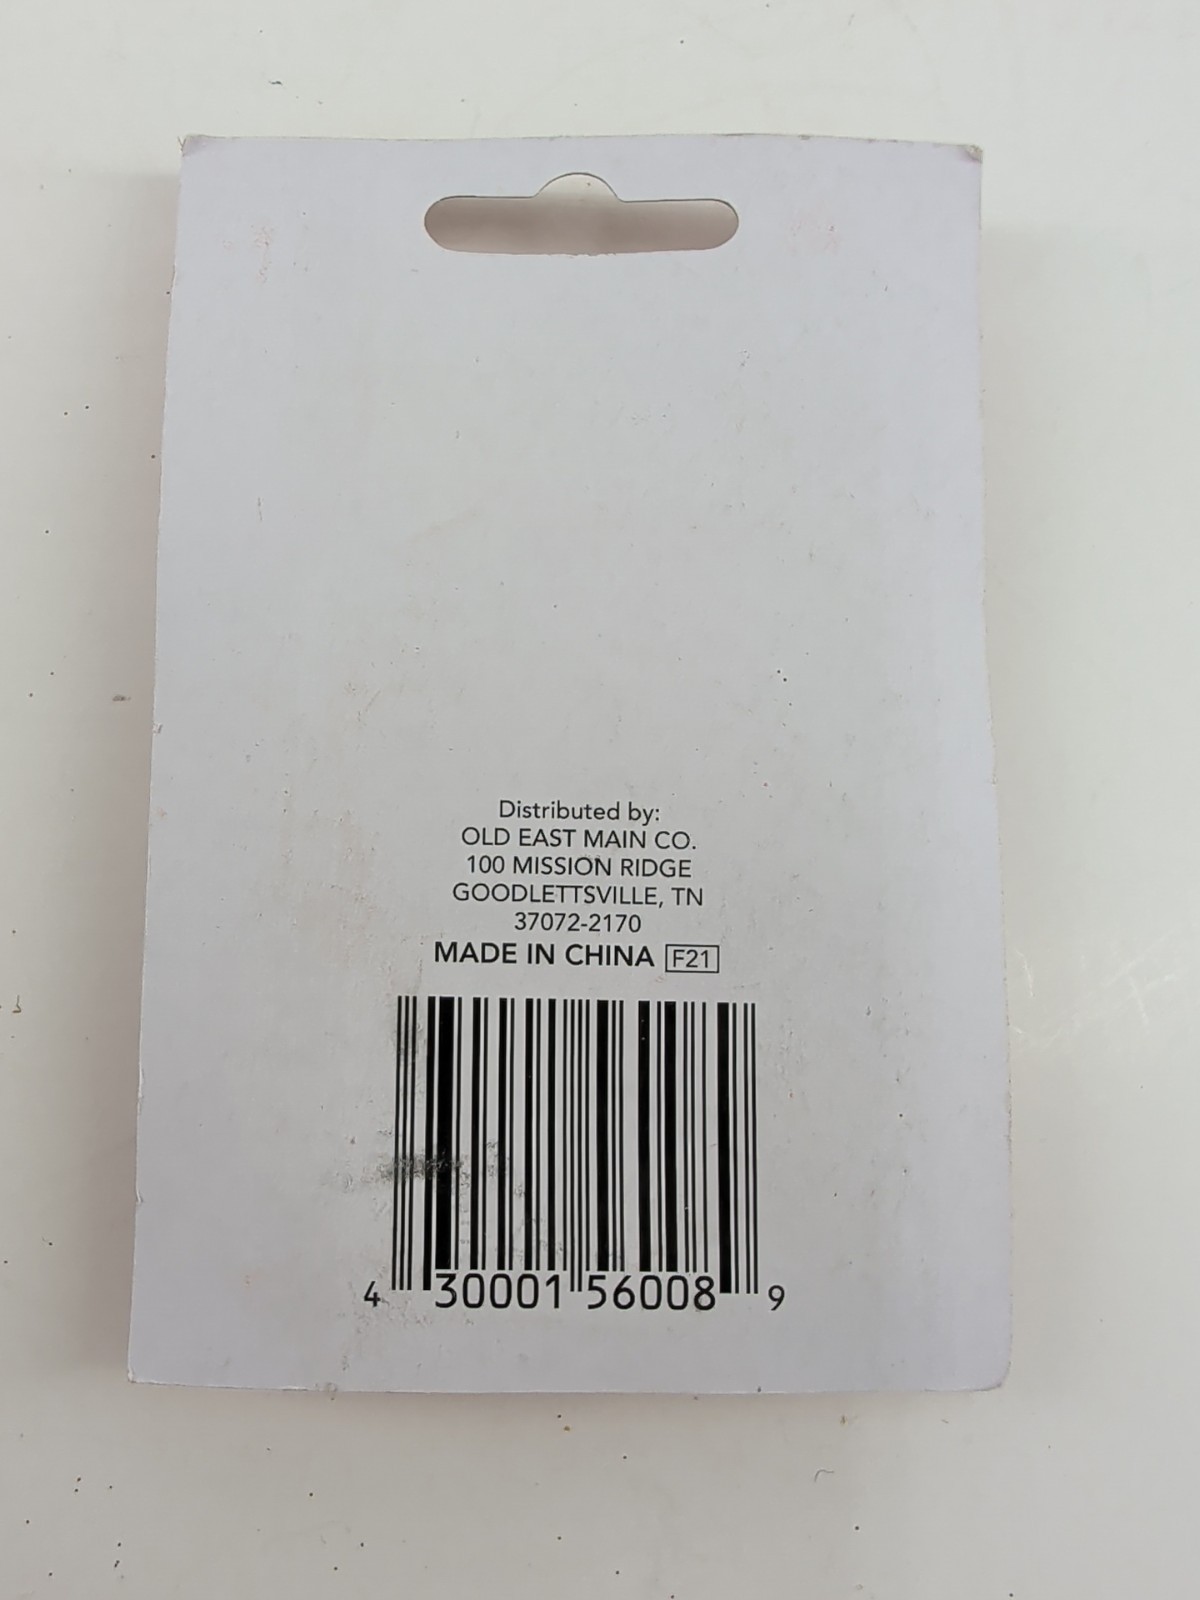 Distributed by:
OLD EAST MAIN CO.
100 MISSION RIDGE
GOODLETTSVILLE, TN
37072-2170
MADE IN CHINA F21
4 30001 56008 9